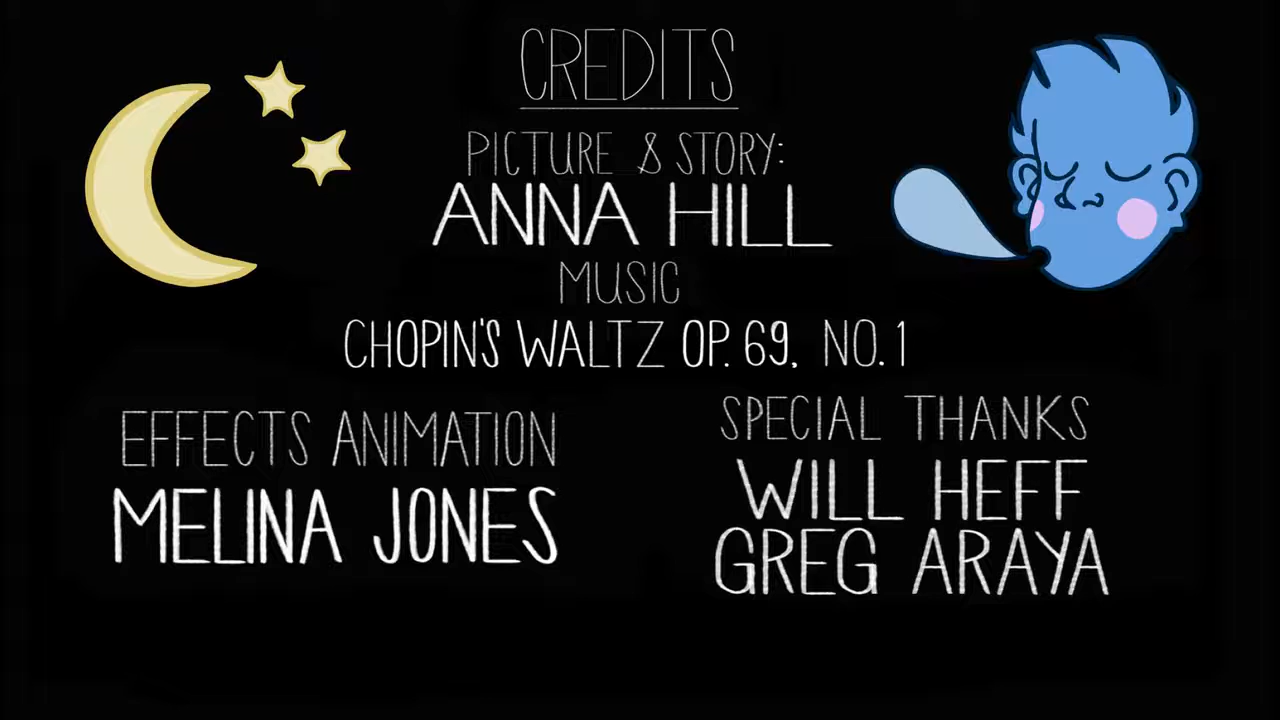 CREDITS
PICTURE & STORY:
ANNA HILL
MUSIC
CHOPIN'S WALTZ OP. 69, NO. 1
EFFECTS ANIMATION
MELINA JONES
SPECIAL THANKS
WILL HEFF
GREG ARAYA